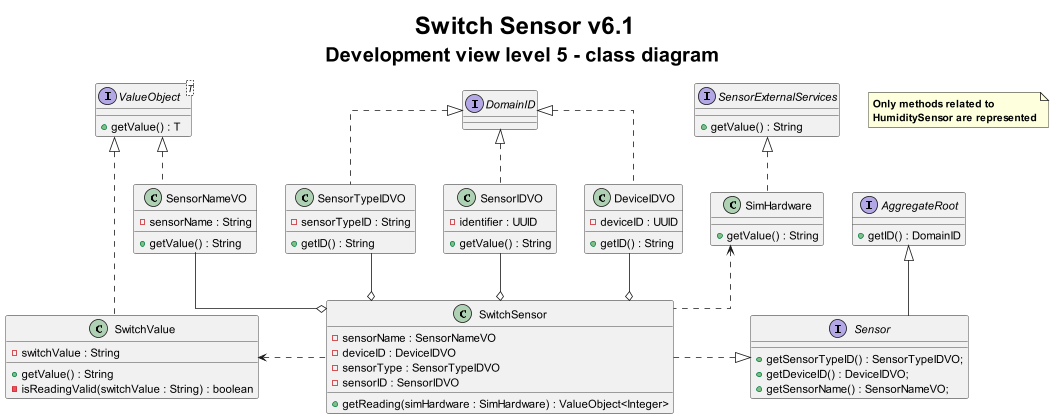 Switch Sensor v6.1
Development view level 5 - class diagram
I ValueObject T
getValue() : T
I DomainID
I SensorExternalServices
getValue() : String
Only methods related to
HumiditySensor are represented
C SensorNameVO
sensorName : String
getValue() : String
C SensorTypeIDVO
sensorTypeID : String
getID() : String
C SensorIDVO
identifier : UUID
getValue() : String
C DeviceIDVO
deviceID : UUID
getID() : String
C SimHardware
getValue() : String
I AggregateRoot
getID() : DomainID
C SwitchValue
switchValue : String
getValue() : String
isReadingValid(switchValue : String) : boolean
C SwitchSensor
sensorName : SensorNameVO
deviceID : DeviceIDVO
sensorType : SensorTypeIDVO
sensorID : SensorIDVO
getReading(simHardware : SimHardware) : ValueObject<Integer>
I Sensor
getSensorTypeID() : SensorTypeIDVO;
getDeviceID() : DeviceIDVO;
getSensorName() : SensorNameVO;